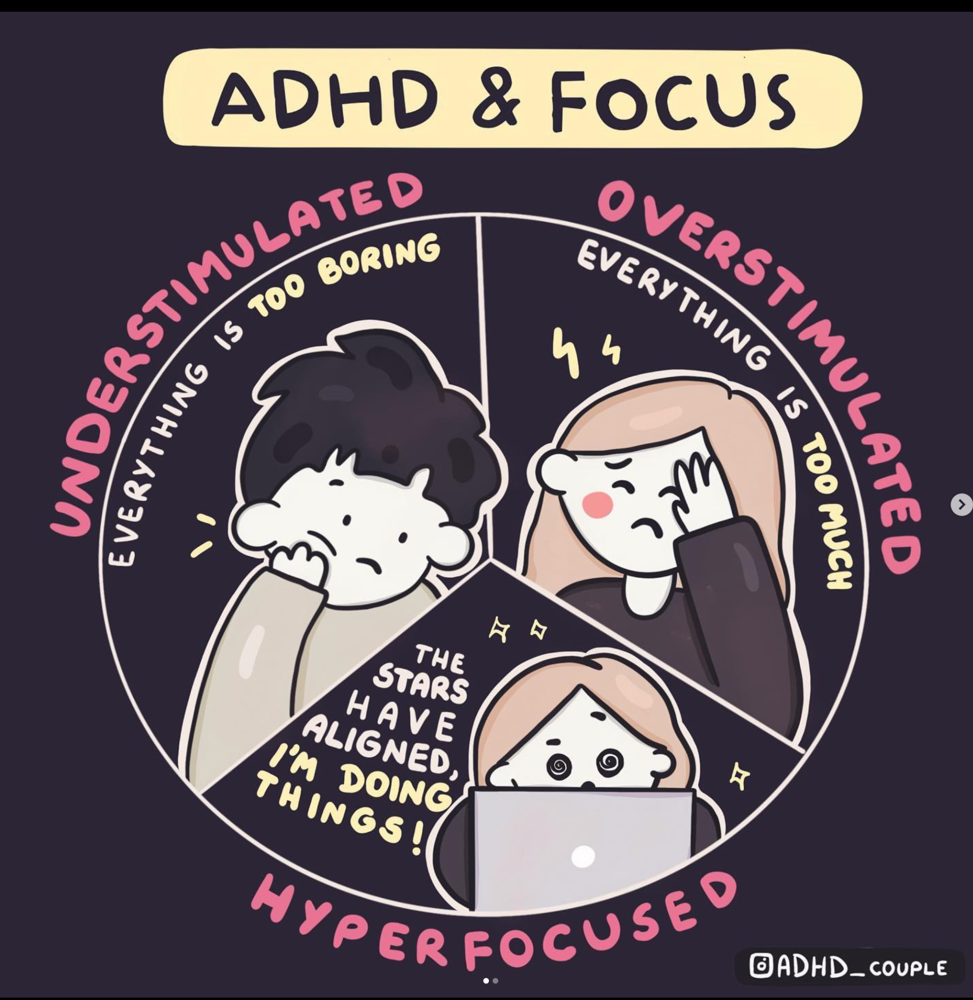 ADHD & FOCUS
UNDERSTIMULATED
EVERYTHING IS TOO BORING
OVERSTIMULATED
EVERYTHING IS TOO MUCH
THE
STARS
HAVE
ALIGNED,
I'M DOING
THINGS!
HYPERFOCUSED
@ADHD_COUPLE